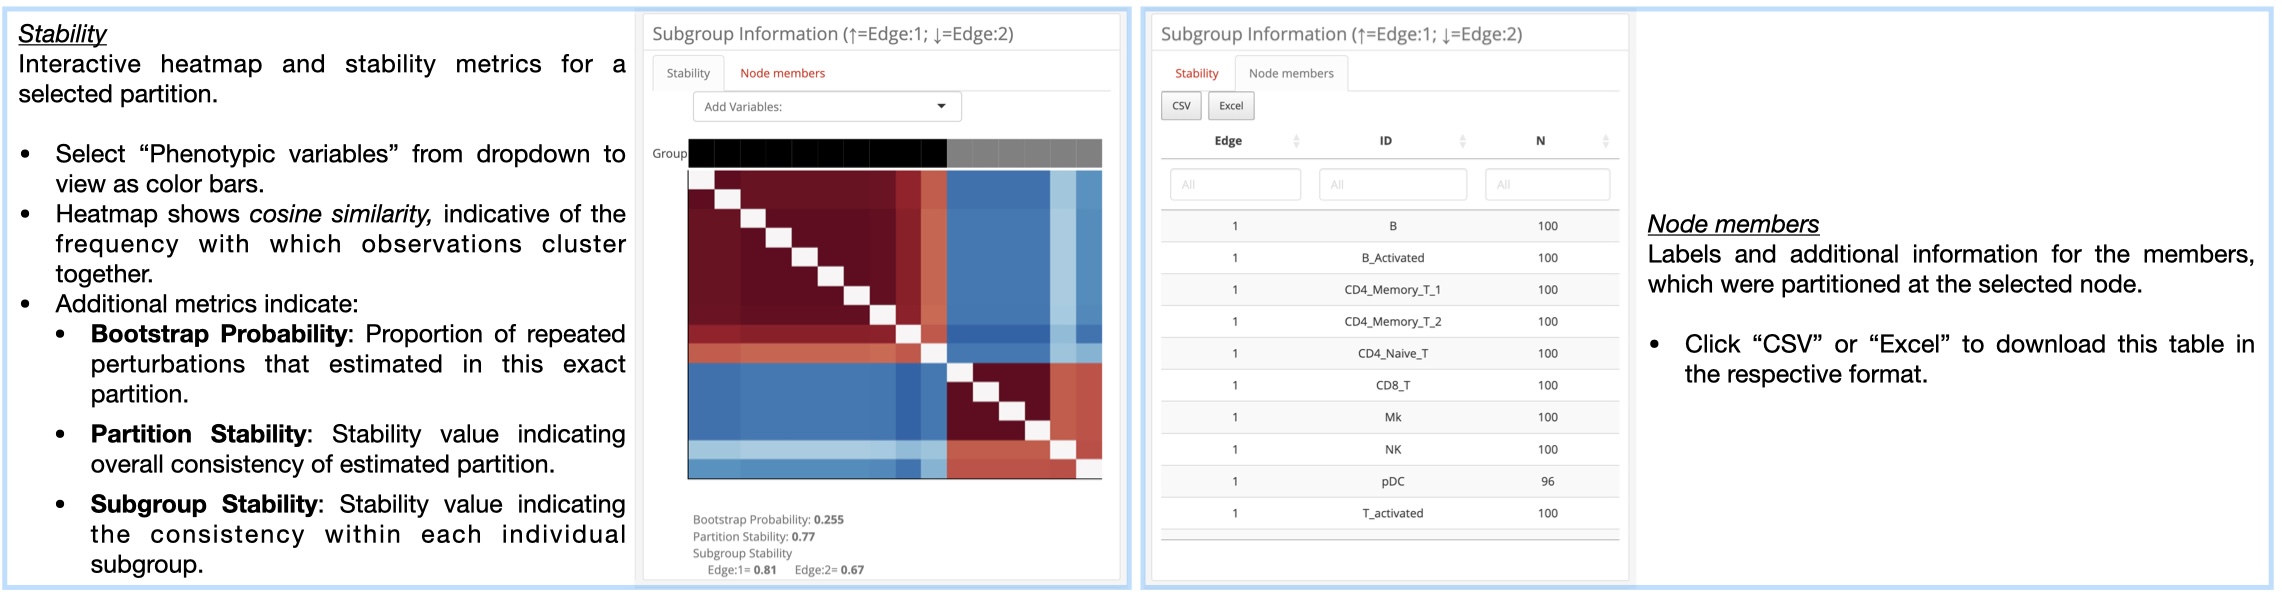 Stability
Interactive heatmap and stability metrics for a
selected partition.
• Select “Phenotypic variables” from dropdown to
view as color bars.
• Heatmap shows cosine similarity, indicative of the
frequency with which observations cluster
together.
• Additional metrics indicate:
• Bootstrap Probability: Proportion of repeated
perturbations that estimated in this exact
partition.
• Partition Stability: Stability value indicating
overall consistency of estimated partition.
• Subgroup Stability: Stability value indicating
the consistency within each individual
subgroup.
Subgroup Information (↑=Edge:1; ↓=Edge:2)
Stability Node members
Add Variables:
Group
Bootstrap Probability: 0.255
Partition Stability: 0.77
Subgroup Stability
Edge:1= 0.81 Edge:2= 0.67
Subgroup Information (↑=Edge:1; ↓=Edge:2)
Stability Node members
CSV Excel
Edge ID N
All All All
1 B 100
1 B_Activated 100
1 CD4_Memory_T_1 100
1 CD4_Memory_T_2 100
1 CD4_Naive_T 100
1 CD8_T 100
1 Mk 100
1 NK 100
1 pDC 96
1 T_activated 100
Node members
Labels and additional information for the members,
which were partitioned at the selected node.
• Click “CSV” or “Excel” to download this table in
the respective format.